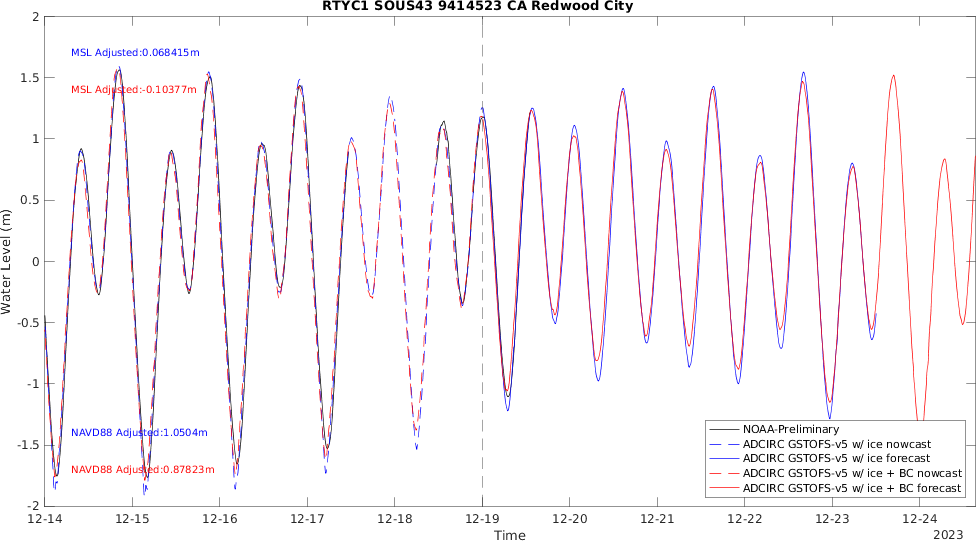 RTYC1 SOUS43 9414523 CA Redwood City
MSL Adjusted:0.068415m
MSL Adjusted:-0.10377m
NAVD88 Adjusted:1.0504m
NAVD88 Adjusted:0.87823m
Water Level (m)
2
1.5
1
0.5
0
-0.5
-1
-1.5
-2
NOAA-Preliminary
ADCIRC GSTOFS-v5 w/ ice nowcast
ADCIRC GSTOFS-v5 w/ ice forecast
ADCIRC GSTOFS-v5 w/ ice + BC nowcast
ADCIRC GSTOFS-v5 w/ ice + BC forecast
12-14 12-15 12-16 12-17 12-18 12-19 12-20 12-21 12-22 12-23 12-24
Time
2023